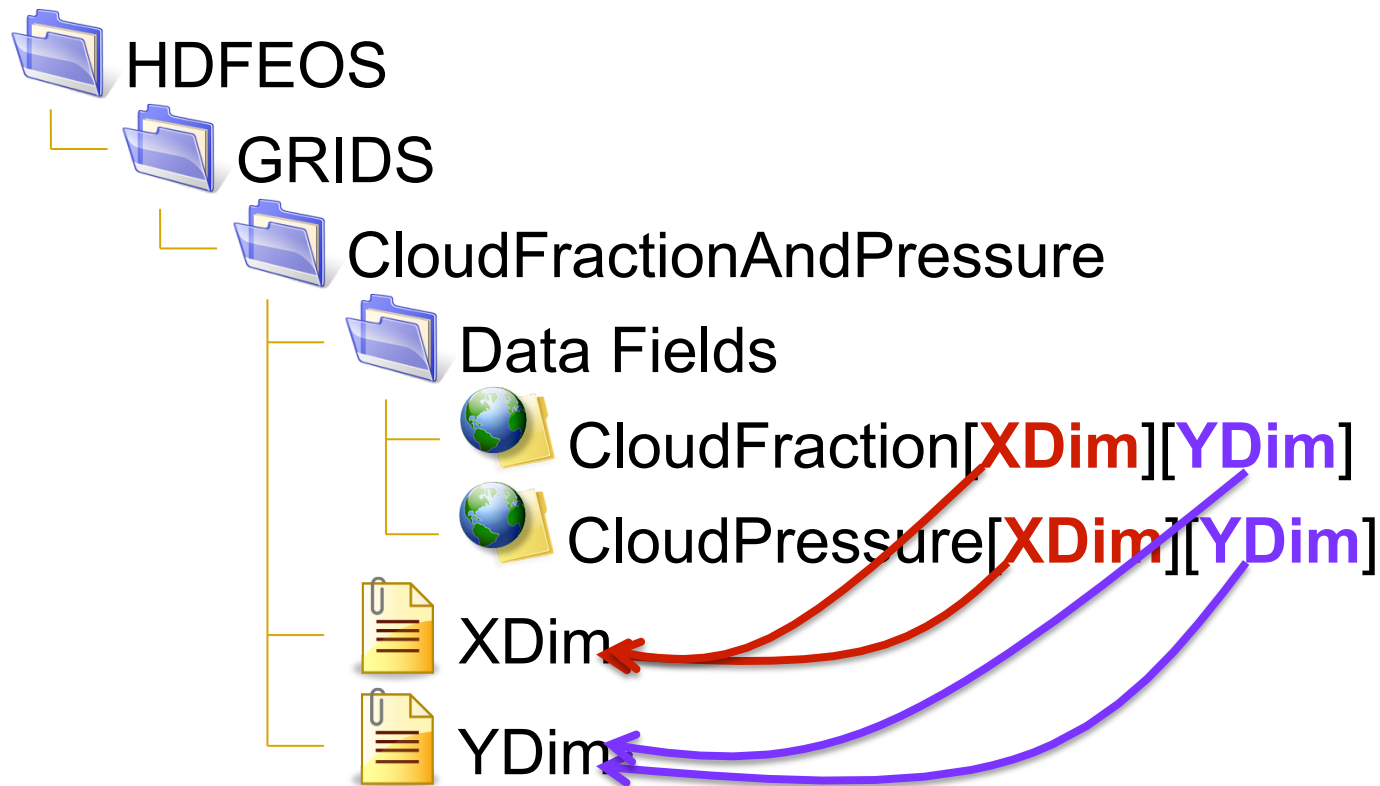 HDFEOS
GRIDS
CloudFractionAndPressure
Data Fields
CloudFraction[XDim][YDim]
CloudPressure[XDim][YDim]
XDim
YDim